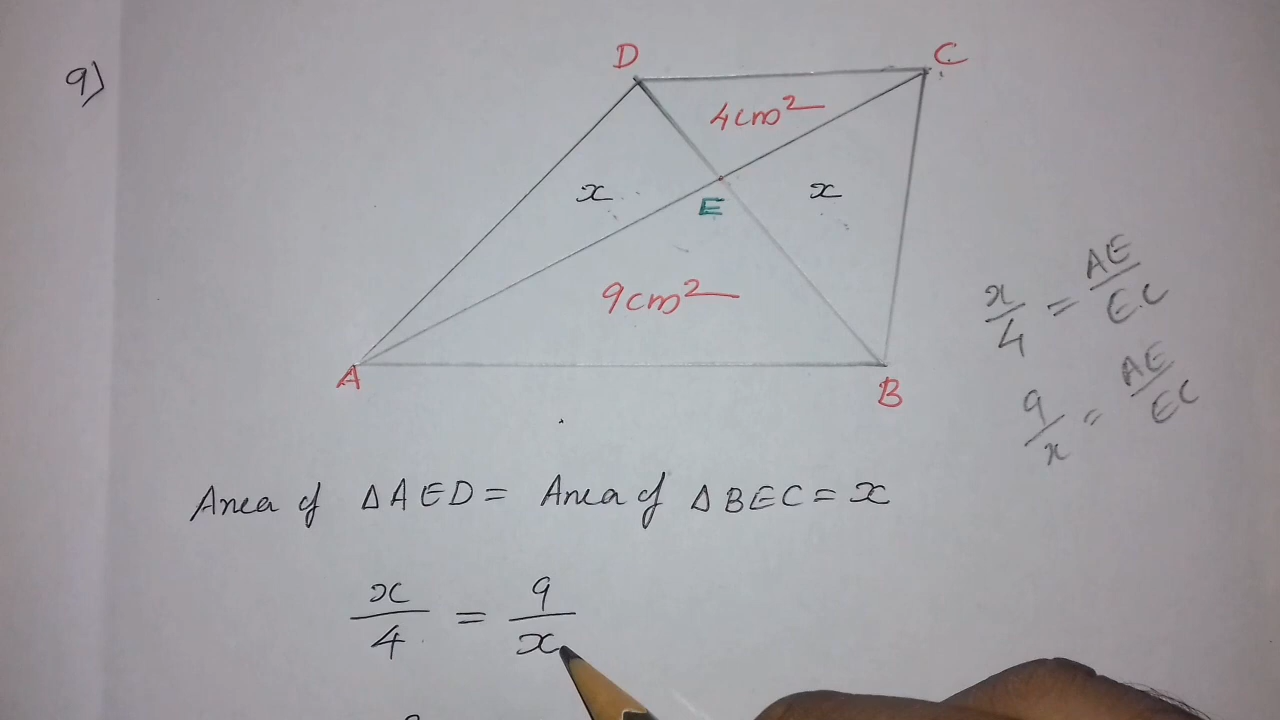 9)
D
C
4cm²
x
x
E
9cm²
A
B
x/4 = AE/EC
9/x = AE/EC
Area of ΔAED = Area of ΔBEC = x
x/4 = 9/x